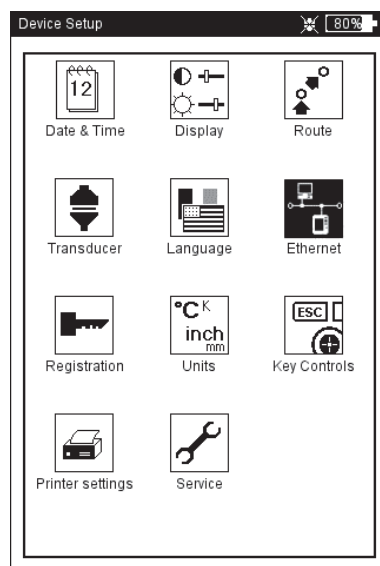 Device Setup 80%
12
Date & Time Display Route
Transducer Language Ethernet
°C K
inch
mm
ESC
Registration Units Key Controls
Printer settings Service